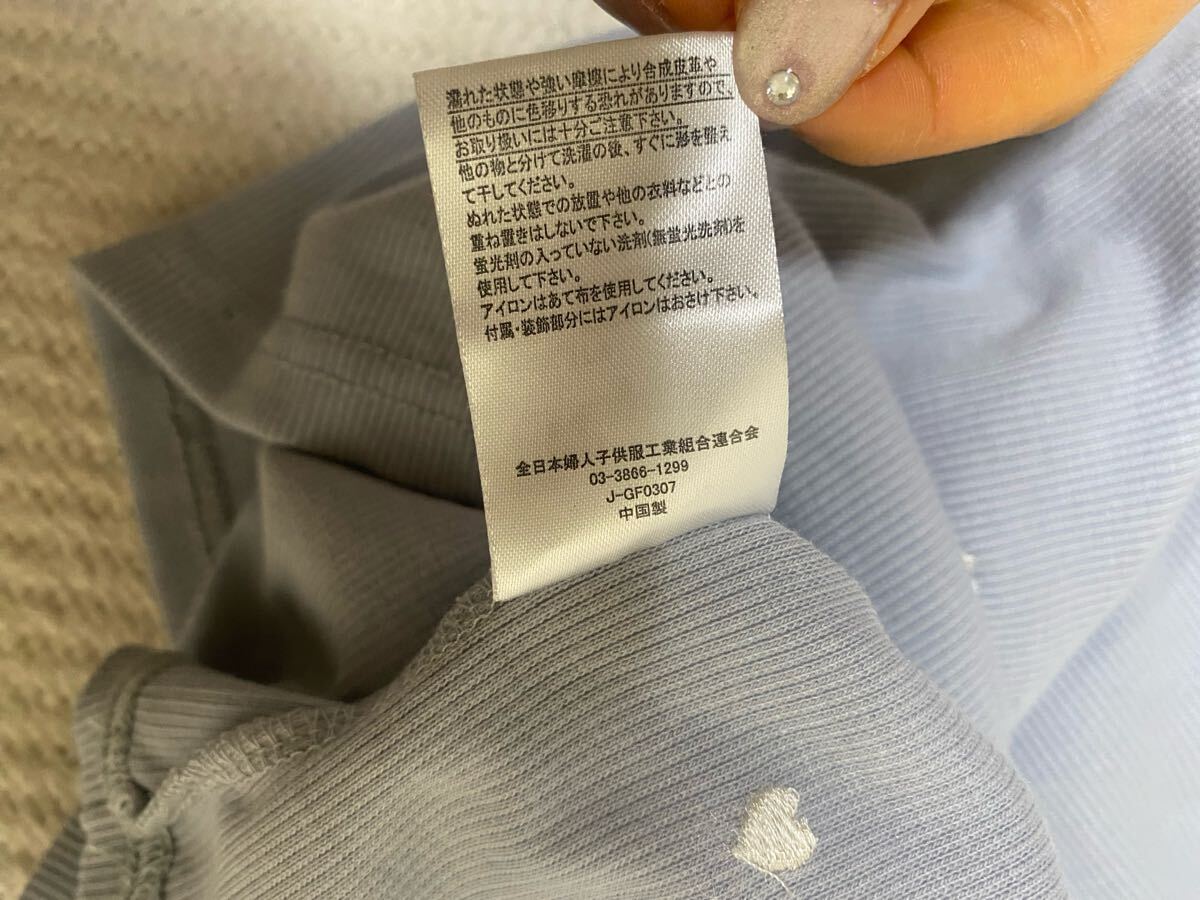 濡れた状態や強い摩擦により合成皮革や
他のものに色移りする恐れがありますので、
お取り扱いには十分ご注意下さい。
他の物と分けて洗濯の後、すぐに形を整え
て干してください。
ぬれた状態での放置や他の衣料などとの
重ね置きはしないで下さい。
蛍光剤の入っていない洗剤(無蛍光洗剤)を
使用して下さい。
アイロンはあて布を使用してください。
付属・装飾部分にはアイロンはおさけ下さい。
全日本婦人子供服工業組合連合会
03-3866-1299
J-GF0307
中国製